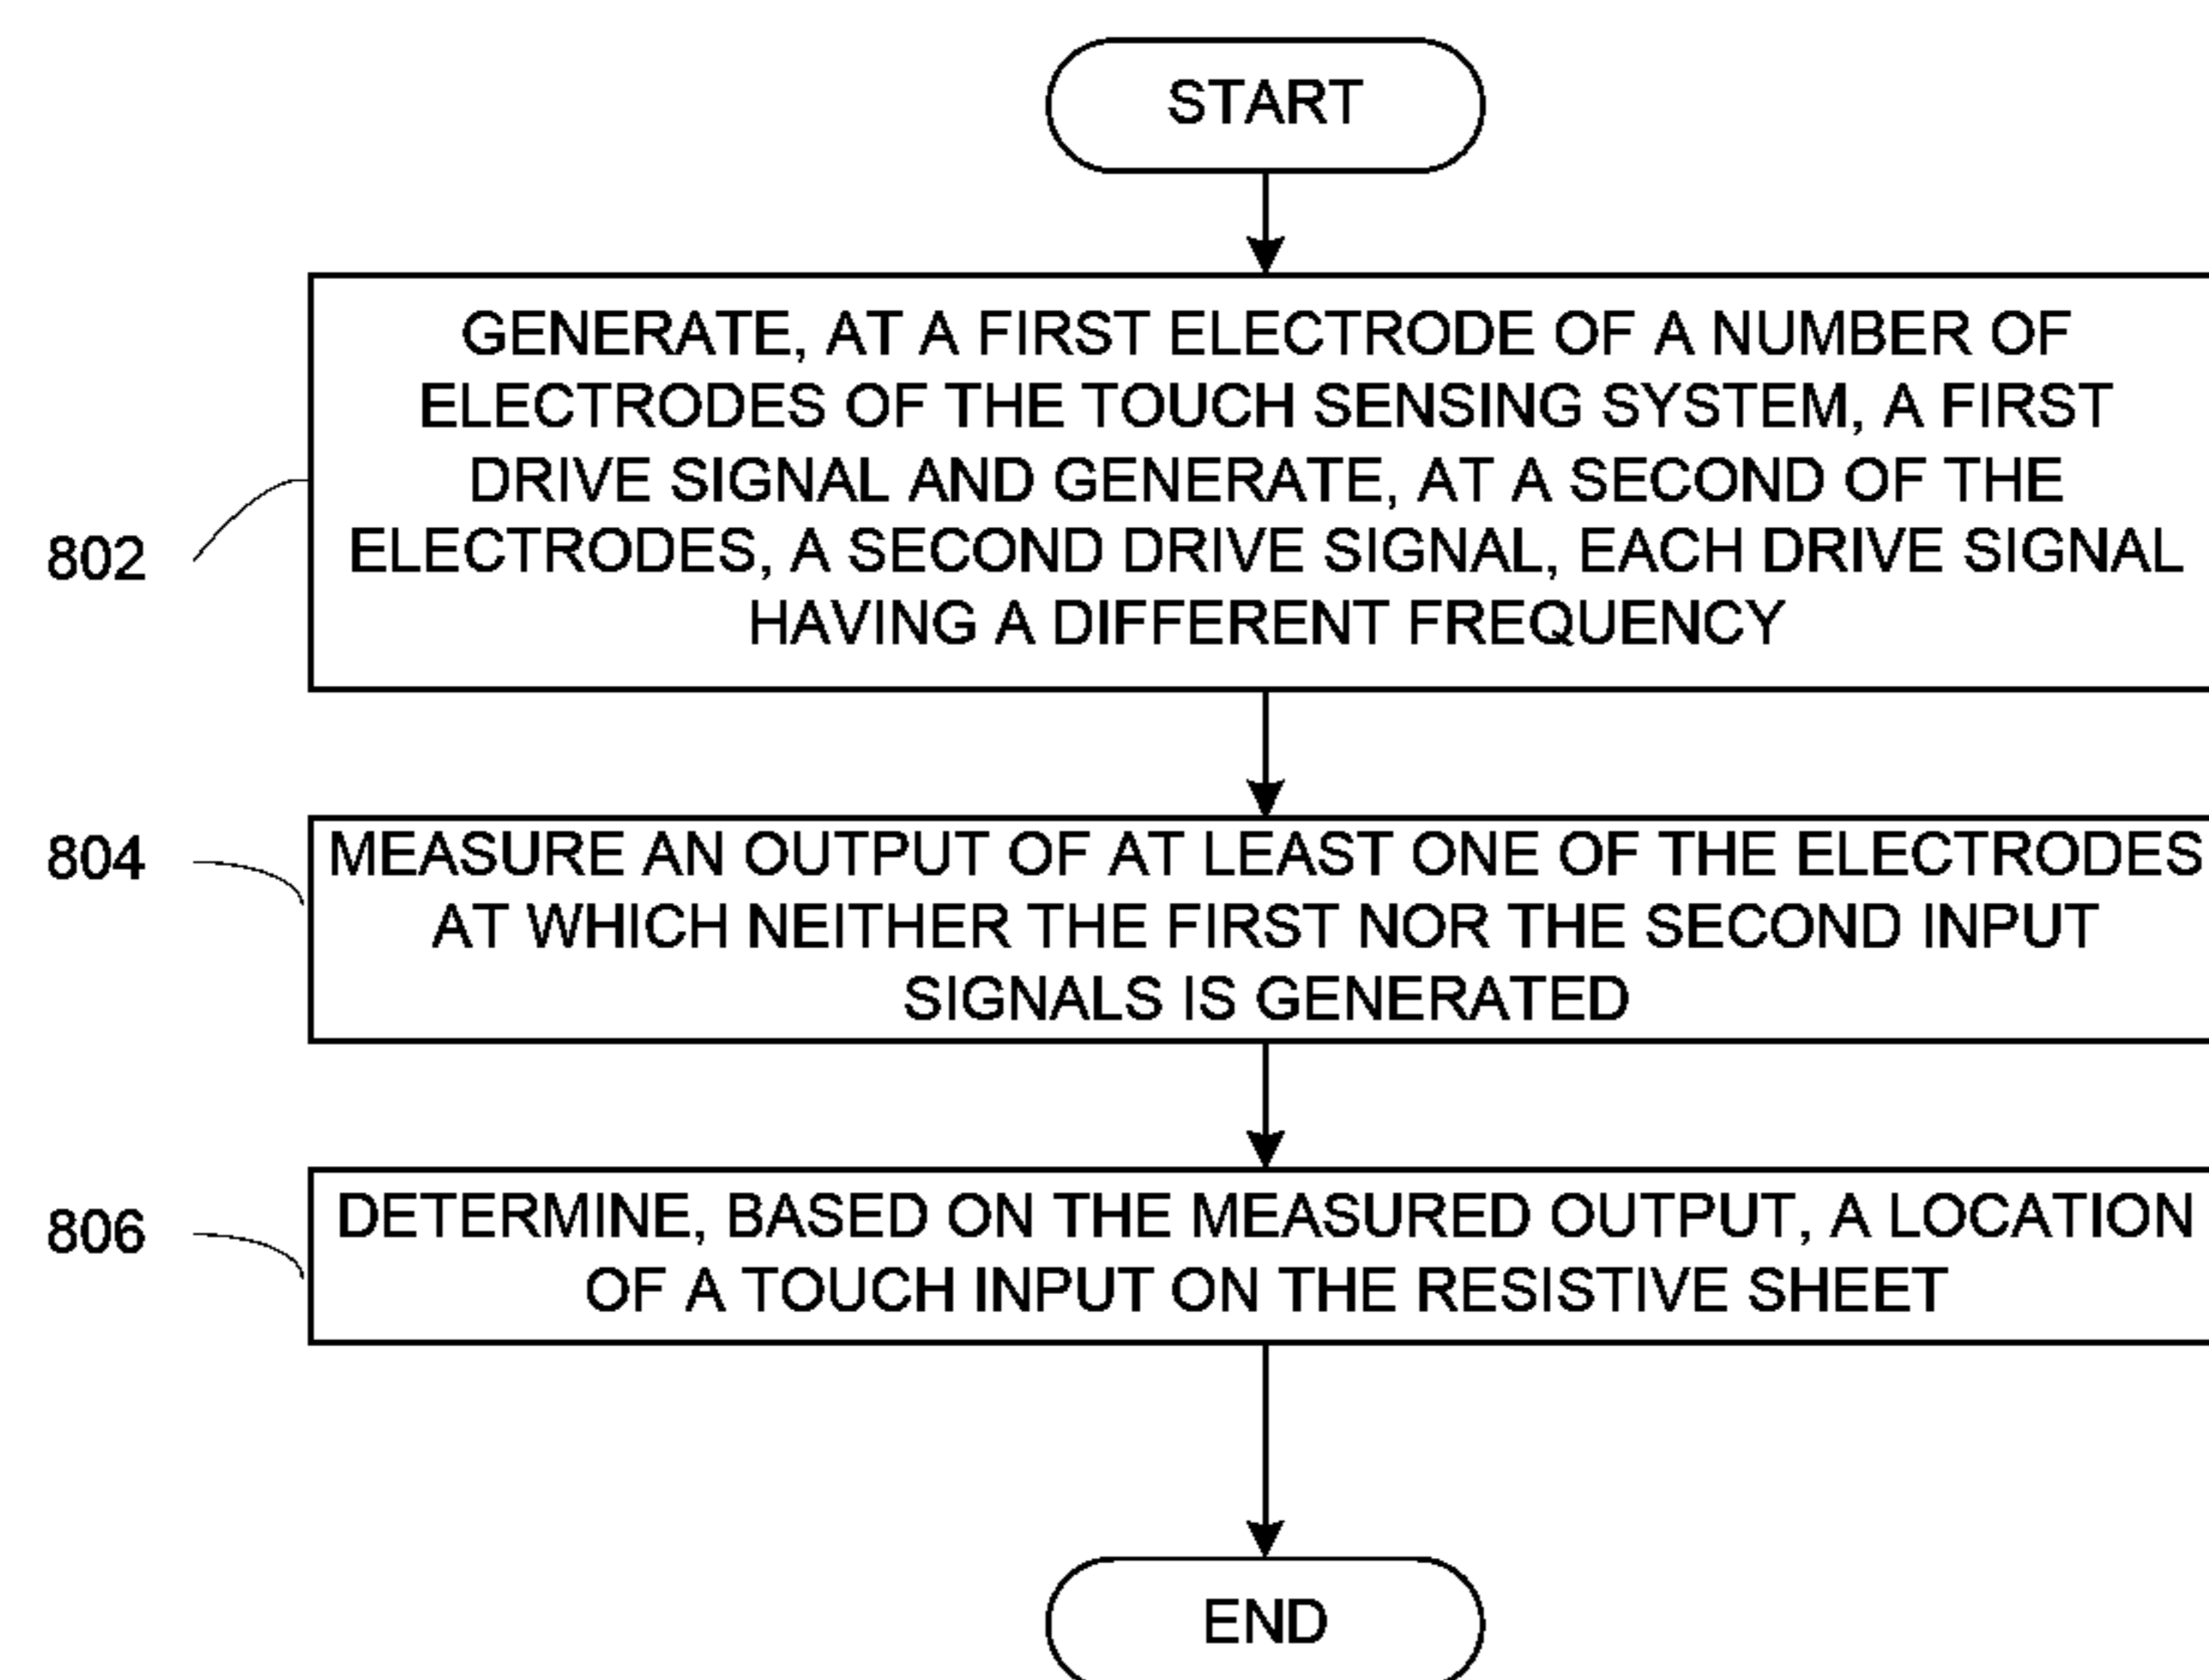 START
GENERATE, AT A FIRST ELECTRODE OF A NUMBER OF
ELECTRODES OF THE TOUCH SENSING SYSTEM, A FIRST
DRIVE SIGNAL AND GENERATE, AT A SECOND OF THE
ELECTRODES, A SECOND DRIVE SIGNAL, EACH DRIVE SIGNAL
HAVING A DIFFERENT FREQUENCY
802
MEASURE AN OUTPUT OF AT LEAST ONE OF THE ELECTRODES
AT WHICH NEITHER THE FIRST NOR THE SECOND INPUT
SIGNALS IS GENERATED
804
DETERMINE, BASED ON THE MEASURED OUTPUT, A LOCATION
OF A TOUCH INPUT ON THE RESISTIVE SHEET
806
END